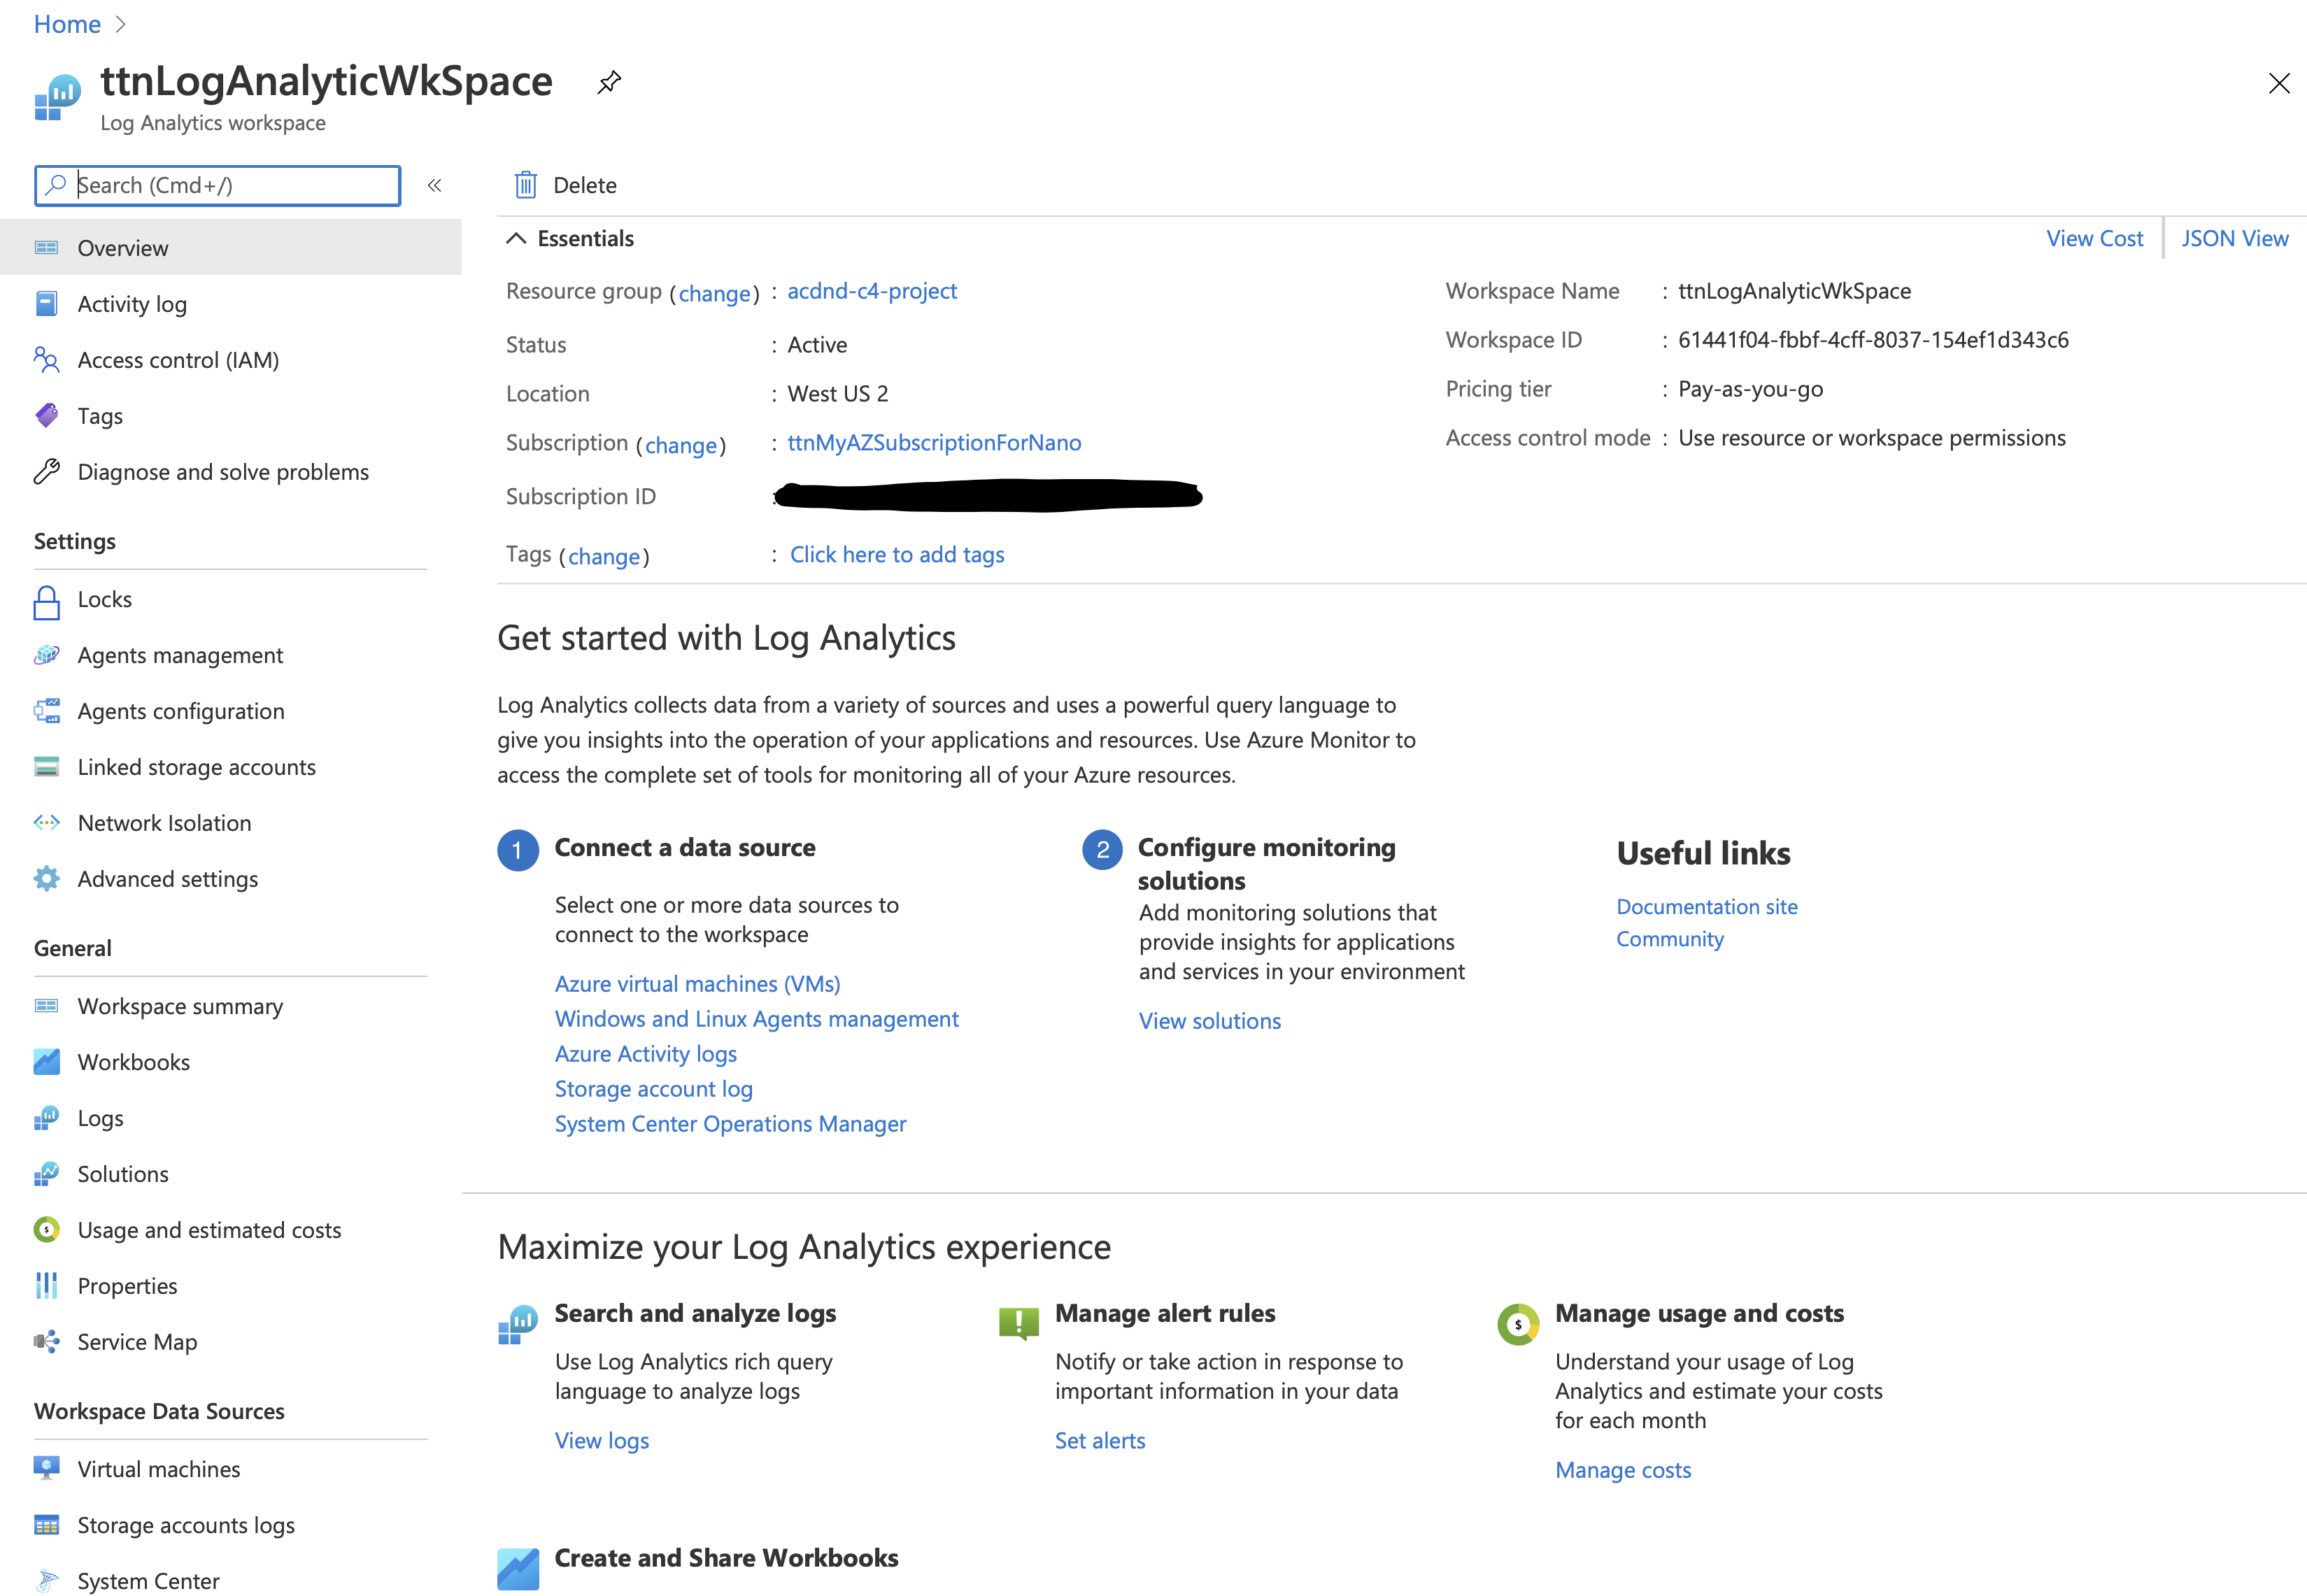 Home
ttnLogAnalyticWkSpace
Log Analytics workspace
Search (Cmd+/)
«
Overview
Activity log
Access control (IAM)
Tags
Diagnose and solve problems
Settings
Locks
Agents management
Agents configuration
Linked storage accounts
Network Isolation
Advanced settings
General
Workspace summary
Workbooks
Logs
Solutions
Usage and estimated costs
Properties
Service Map
Workspace Data Sources
Virtual machines
Storage accounts logs
System Center
Delete
Essentials
View Cost
JSON View
Resource group (change) : acdnd-c4-project
Status : Active
Location : West US 2
Subscription (change) : ttnMyAZSubscriptionForNano
Subscription ID :
Tags (change) : Click here to add tags
Workspace Name : ttnLogAnalyticWkSpace
Workspace ID : 61441f04-fbbf-4cff-8037-154ef1d343c6
Pricing tier : Pay-as-you-go
Access control mode : Use resource or workspace permissions
Get started with Log Analytics
Log Analytics collects data from a variety of sources and uses a powerful query language to
give you insights into the operation of your applications and resources. Use Azure Monitor to
access the complete set of tools for monitoring all of your Azure resources.
1 Connect a data source
Select one or more data sources to
connect to the workspace
Azure virtual machines (VMs)
Windows and Linux Agents management
Azure Activity logs
Storage account log
System Center Operations Manager
2 Configure monitoring
solutions
Add monitoring solutions that
provide insights for applications
and services in your environment
View solutions
Useful links
Documentation site
Community
Maximize your Log Analytics experience
Search and analyze logs
Use Log Analytics rich query
language to analyze logs
View logs
Manage alert rules
Notify or take action in response to
important information in your data
Set alerts
Manage usage and costs
Understand your usage of Log
Analytics and estimate your costs
for each month
Manage costs
Create and Share Workbooks